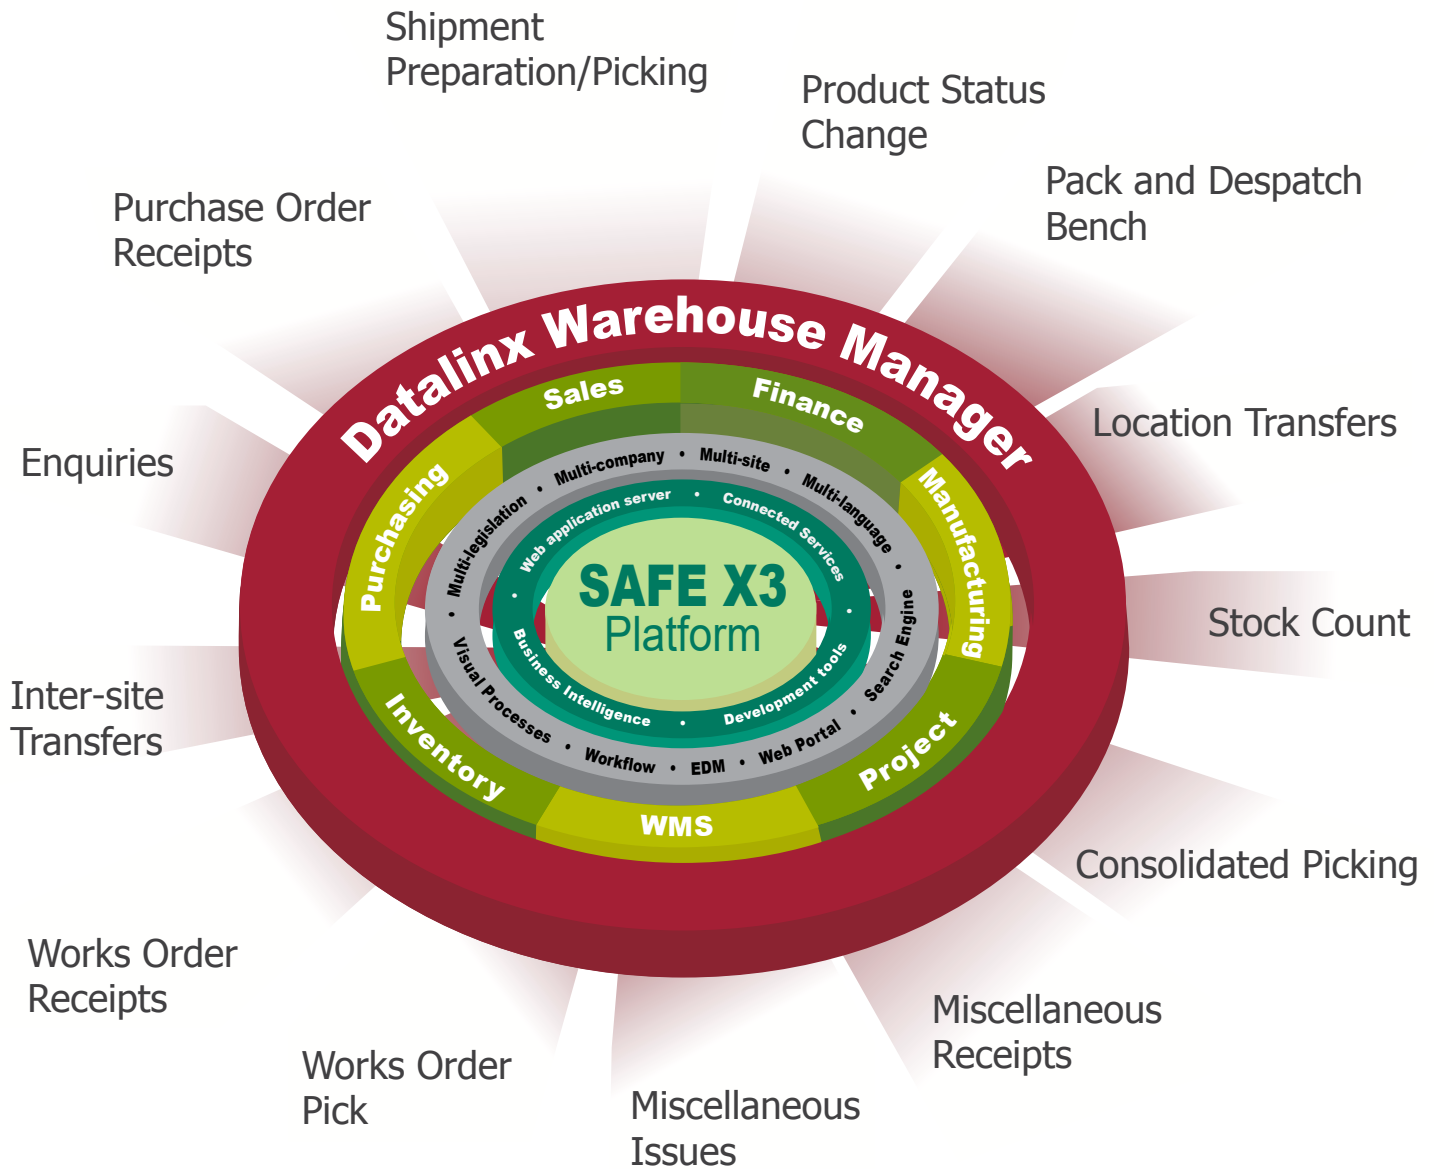 Shipment
Preparation/Picking
Product Status
Change
Pack and Despatch
Bench
Purchase Order
Receipts
Location Transfers
Enquiries
Stock Count
Inter-site
Transfers
Consolidated Picking
Works Order
Receipts
Miscellaneous
Receipts
Works Order
Pick
Miscellaneous
Issues
Datalinx Warehouse Manager
Sales
Finance
Manufacturing
Project
WMS
Inventory
Purchasing
• Multi-legislation • Multi-company • Multi-site • Multi-language •
Visual Processes • Workflow • EDM • Web Portal • Search Engine
• Web application server • Connected Services •
Business Intelligence • Development tools
SAFE X3
Platform